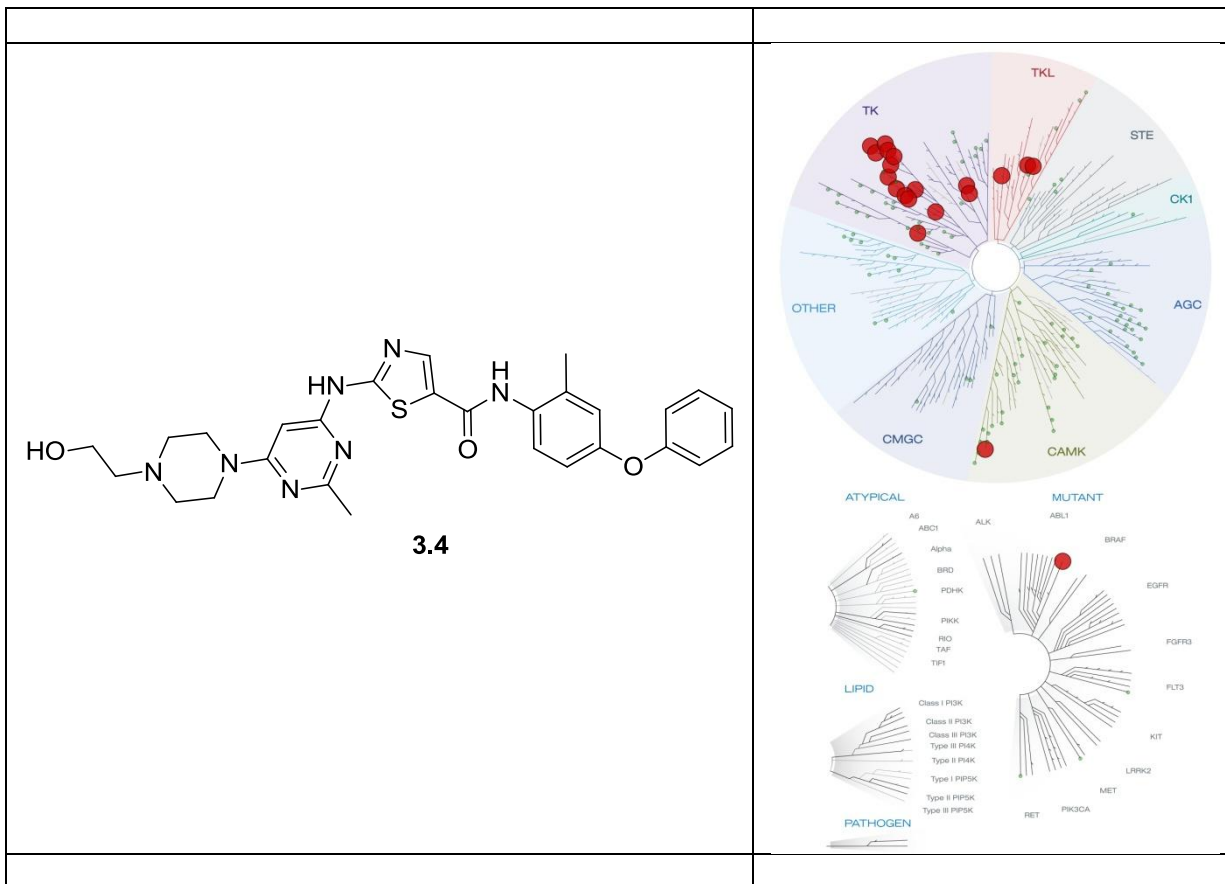 N
H
N
HN
S
O
HO
N
N
N
N
O
3.4
TKL
TK
STE
CK1
AGC
OTHER
CMGC
CAMK
ATYPICAL
A6
ABC1
Alpha
BRD
PDHK
PIKK
RIO
TAF
TIF1
LIPID
Class I PI3K
Class II PI3K
Class III PI3K
Type III PI4K
Type II PI4K
Type I PIP5K
Type II PIP5K
Type III PIP5K
PATHOGEN
MUTANT
ABL1
ALK
BRAF
EGFR
FGFR3
FLT3
KIT
LRRK2
MET
PIK3CA
RET